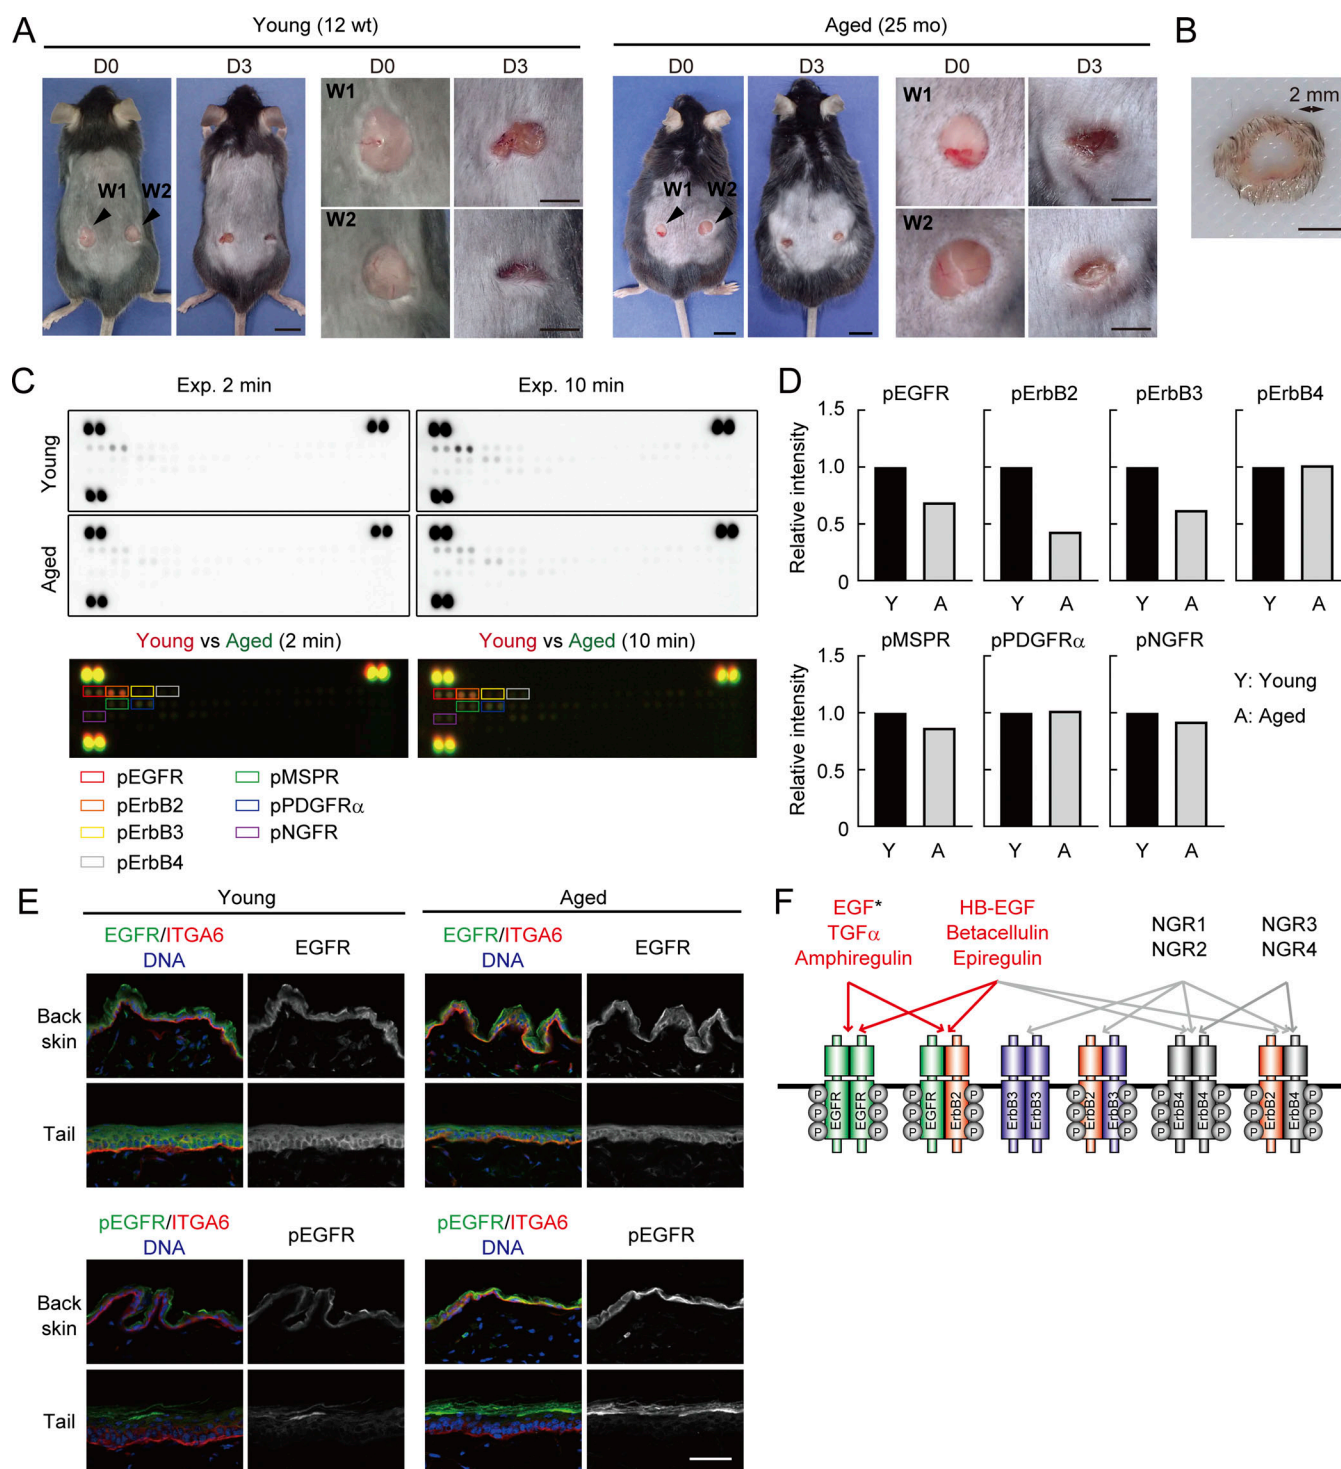 A
Young (12 wt)
Aged (25 mo)
D0
D3
D0
D3
D0
D3
D0
D3
W1
W1
W1
W2
W1
W2
W2
W2
B
2 mm
C
Exp. 2 min
Exp. 10 min
Young
Aged
Young vs Aged (2 min)
Young vs Aged (10 min)
pEGFR
pMSPR
pErbB2
pPDGFRα
pErbB3
pNGFR
pErbB4
D
pEGFR
pErbB2
pErbB3
pErbB4
Relative intensity
1.5
1.0
0.5
0
Y
A
Y
A
Y
A
Y
A
pMSPR
pPDGFRα
pNGFR
Relative intensity
1.5
1.0
0.5
0
Y
A
Y
A
Y
A
Y: Young
A: Aged
E
Young
Aged
EGFR/ITGA6
DNA
EGFR
EGFR/ITGA6
DNA
EGFR
Back
skin
Tail
pEGFR/ITGA6
DNA
pEGFR
pEGFR/ITGA6
DNA
pEGFR
Back
skin
Tail
F
EGF*
TGFα
Amphiregulin
HB-EGF
Betacellulin
Epiregulin
NGR1
NGR2
NGR3
NGR4
P
P
P
EGFR
EGFR
P
P
P
P
P
P
EGFR
ErbB2
P
P
P
ErbB3
ErbB3
P
P
P
ErbB2
ErbB3
P
P
P
P
P
P
ErbB4
ErbB4
P
P
P
P
P
P
ErbB2
ErbB4
P
P
P